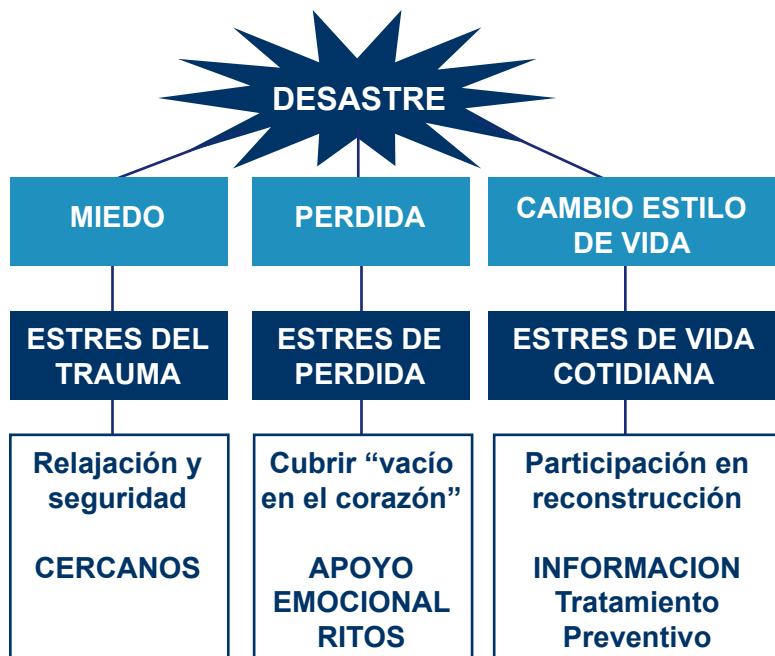 DESASTRE
MIEDO
PERDIDA
CAMBIO ESTILO
DE VIDA
ESTRES DEL
TRAUMA
ESTRES DE
PERDIDA
ESTRES DE VIDA
COTIDIANA
Relajación y
seguridad
CERCANOS
Cubrir “vacío
en el corazón”
APOYO
EMOCIONAL
RITOS
Participación en
reconstrucción
INFORMACION
Tratamiento
Preventivo